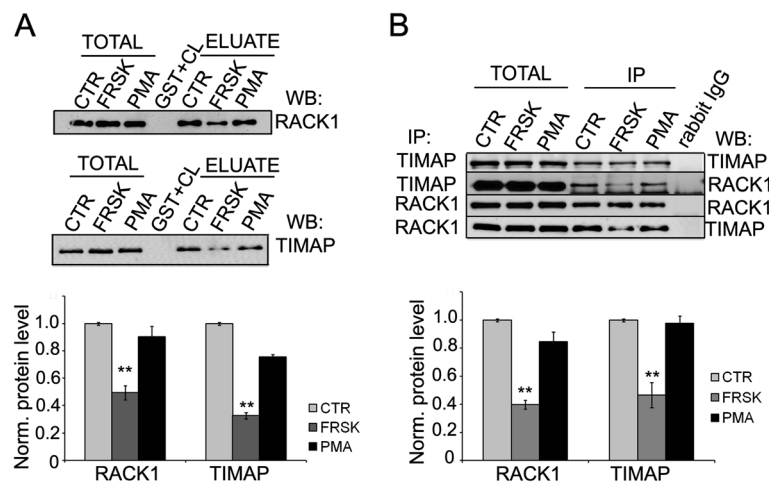 A
TOTAL
GST+CL
ELUATE
CTR
FRSK
PMA
CTR
FRSK
PMA
WB:
RACK1
TOTAL
GST+CL
ELUATE
CTR
FRSK
PMA
CTR
FRSK
PMA
WB:
TIMAP
Norm. protein level
1.0
0.8
0.6
0.4
0.2
0
**
**
CTR
FRSK
PMA
RACK1
TIMAP
B
TOTAL
IP
rabbit IgG
IP:
CTR
FRSK
PMA
CTR
FRSK
PMA
WB:
TIMAP TIMAP
TIMAP RACK1
RACK1 RACK1
RACK1 TIMAP
Norm. protein level
1.0
0.8
0.6
0.4
0.2
0
**
**
CTR
FRSK
PMA
RACK1
TIMAP